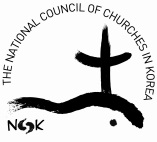 THE NATIONAL COUNCIL OF CHURCHES IN KOREA
NCCK